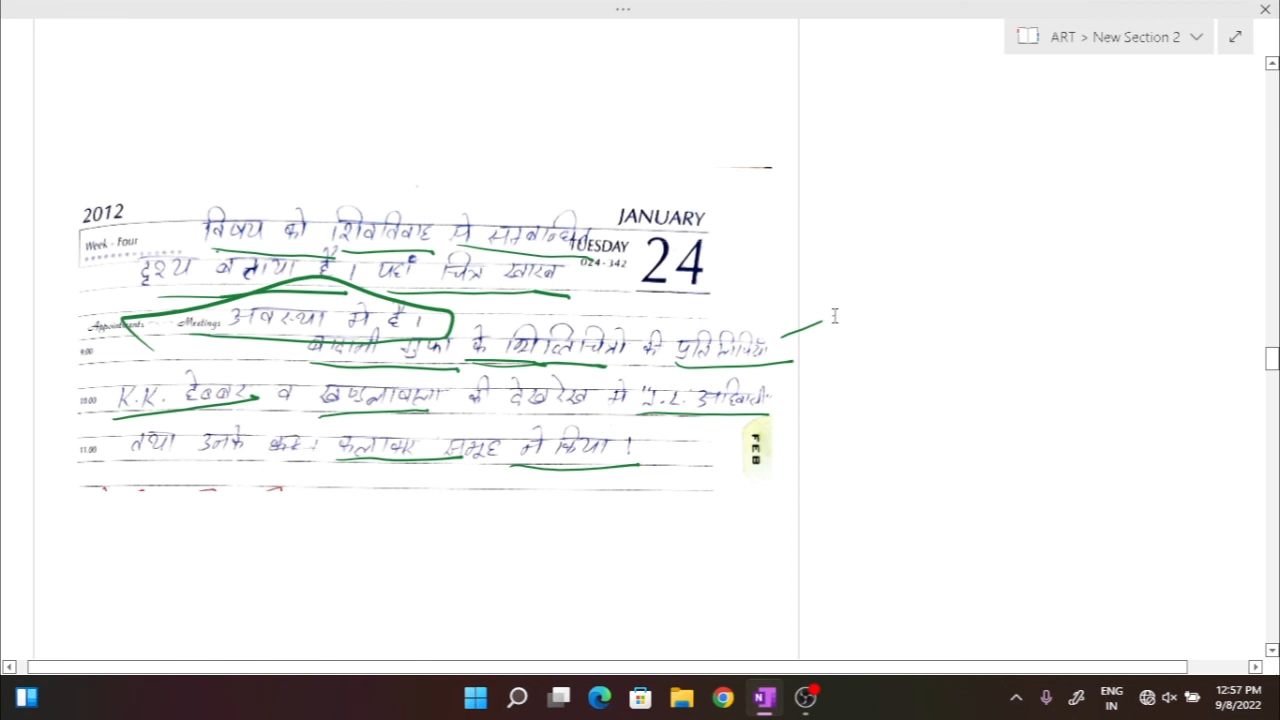 ART > New Section 2
2012
JANUARY
Week - Four
TUESDAY
024-342
24
विषय को शिवविवाह से सम्बन्धित
दृश्य बताया है। यहाँ चित्र खराब
Appointments Meetings
अवस्था में है।
9:00 बादामी गुफा के भित्तिचित्रो की प्रतिलिपियां
10:00 K.K. हेब्बर व खण्डालावाला की देखरेख मे "J.L. अहिवासी"
11:00 तथा उनके कलाकार समूह ने किया।
FEB
ENG
IN
12:57 PM
9/8/2022